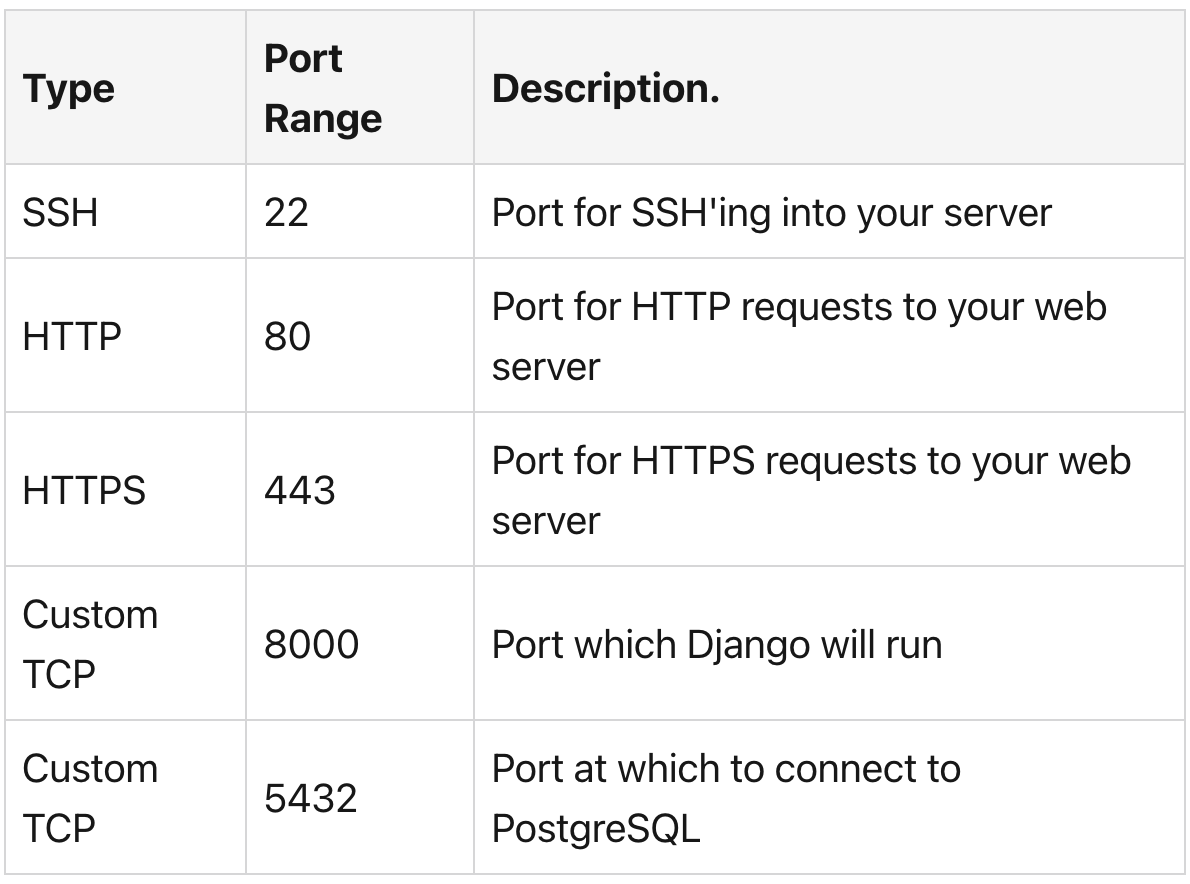 Type
Port
Range
Description.
SSH
22
Port for SSH'ing into your server
HTTP
80
Port for HTTP requests to your web
server
HTTPS
443
Port for HTTPS requests to your web
server
Custom
TCP
8000
Port which Django will run
Custom
TCP
5432
Port at which to connect to
PostgreSQL